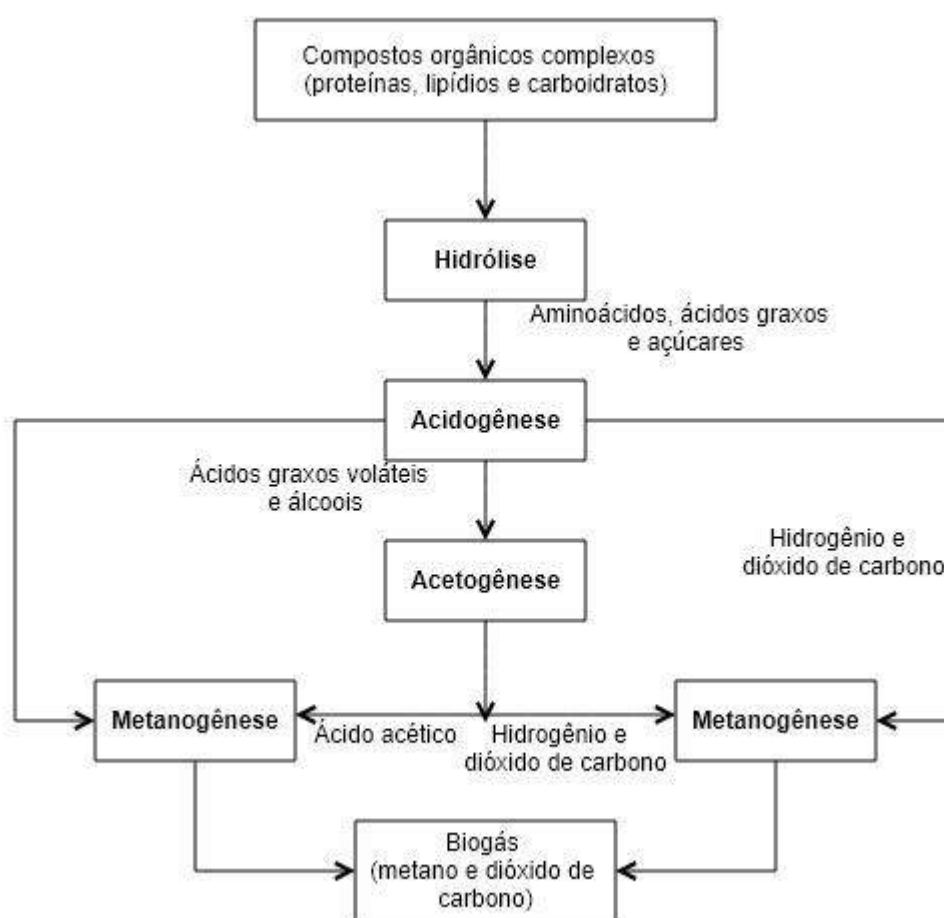 Compostos orgânicos complexos
(proteínas, lipídios e carboidratos)
Hidrólise
Aminoácidos, ácidos graxos
e açúcares
Acidogênese
Ácidos graxos voláteis
e álcoois
Hidrogênio e
dióxido de carbono
Acetogênese
Metanogênese
Ácido acético
Hidrogênio e
dióxido de carbono
Metanogênese
Biogás
(metano e dióxido de
carbono)